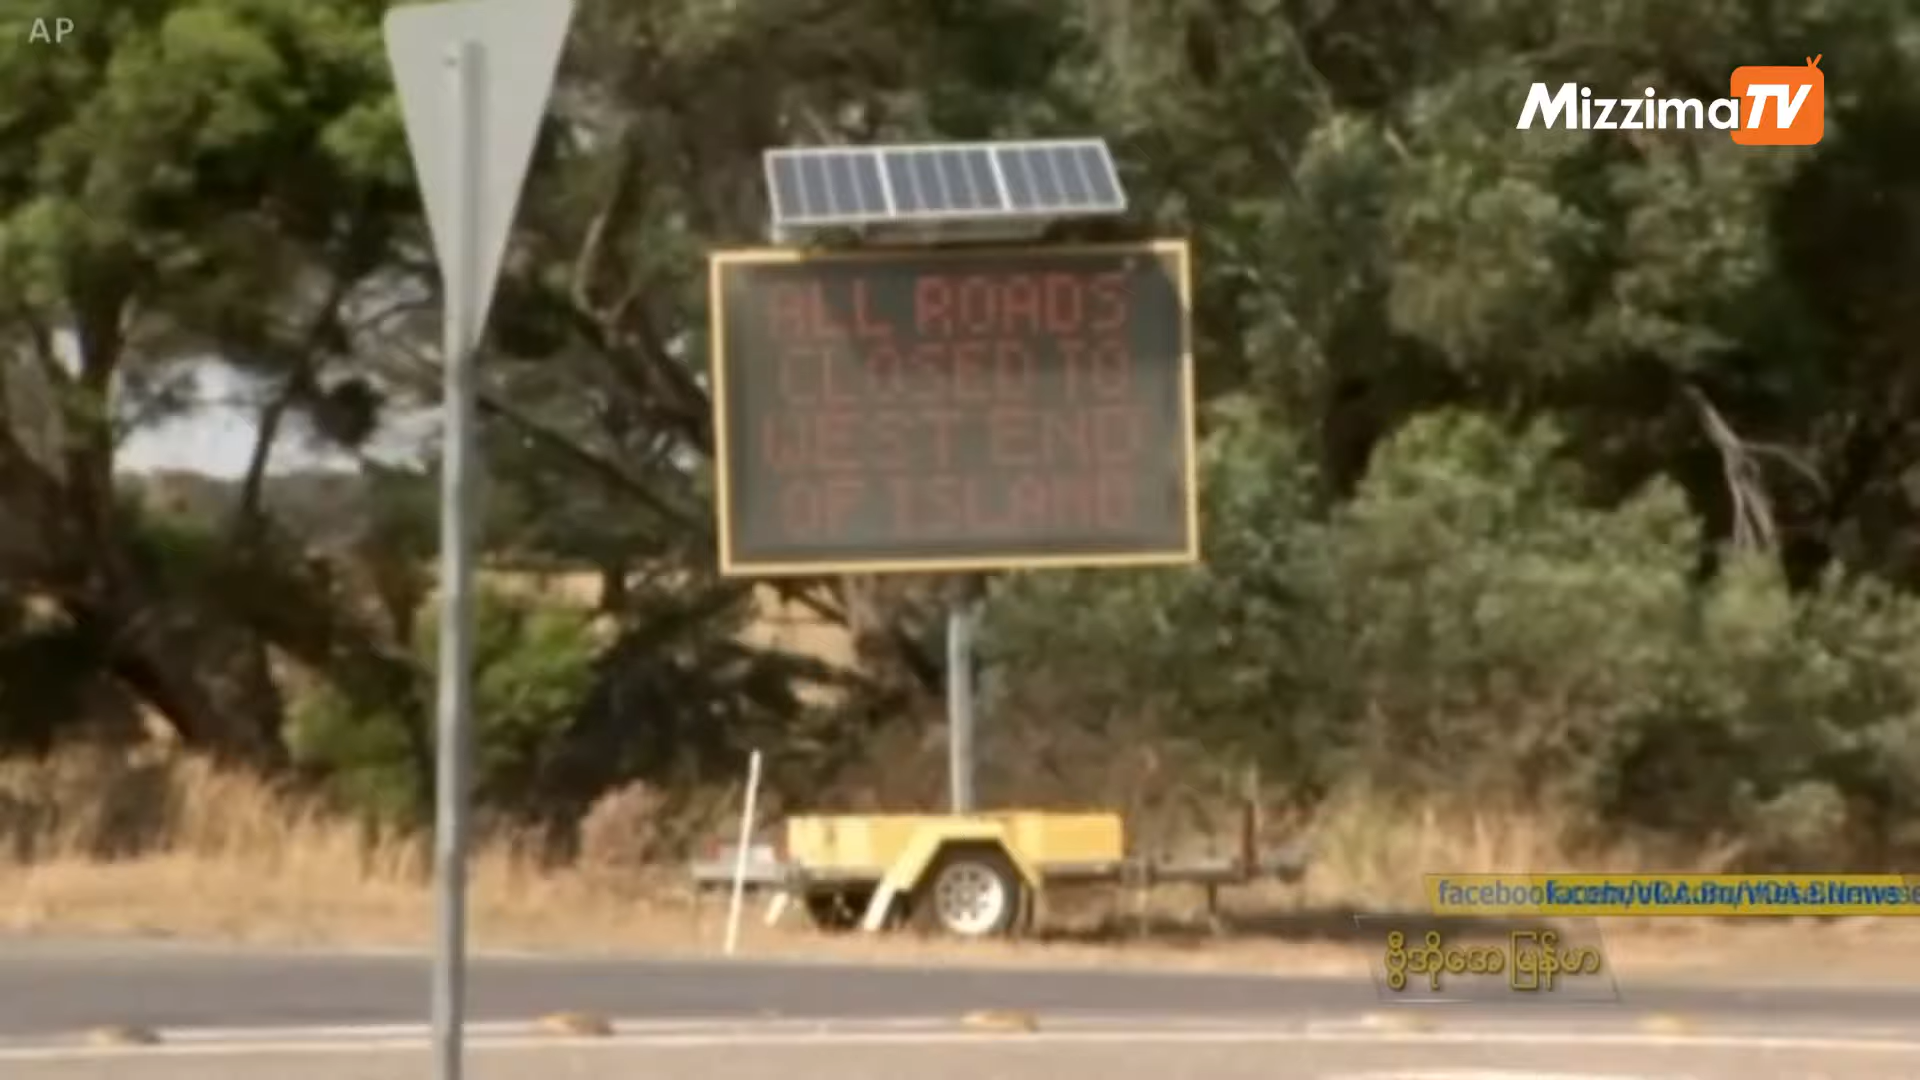 AP
MizzimaTV
ALL ROADS
CLOSED TO
WEST END
OF ISLAND
ဗွီအိုအေ မြန်မာ